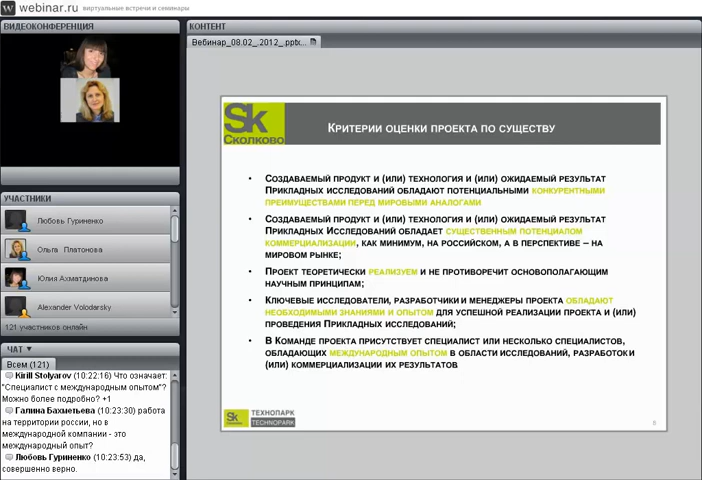 webinar.ru виртуальные встречи и семинары
ВИДЕОКОНФЕРЕНЦИЯ
УЧАСТНИКИ
Любовь Гуриненко
Ольга Платонова
Юлия Ахматдинова
Alexander Volodarsky
121 участников онлайн
ЧАТ
Всем (121)
Kirill Stolyarov (10:22:16) Что означает:
"Специалист с международным опытом"?
Можно более подробно? +1
Галина Бахметьева (10:23:30) работа
на территории россии, но в
международной компании - это
международный опыт?
Любовь Гуриненко (10:23:53) да,
совершенно верно.
КОНТЕНТ
Вебинар_08.02_.2012_.pptx...
Sk
Сколково
КРИТЕРИИ ОЦЕНКИ ПРОЕКТА ПО СУЩЕСТВУ
• СОЗДАВАЕМЫЙ ПРОДУКТ И (ИЛИ) ТЕХНОЛОГИЯ И (ИЛИ) ОЖИДАЕМЫЙ РЕЗУЛЬТАТ
ПРИКЛАДНЫХ ИССЛЕДОВАНИЙ ОБЛАДАЮТ ПОТЕНЦИАЛЬНЫМИ КОНКУРЕНТНЫМИ
ПРЕИМУЩЕСТВАМИ ПЕРЕД МИРОВЫМИ АНАЛОГАМИ
• СОЗДАВАЕМЫЙ ПРОДУКТ И (ИЛИ) ТЕХНОЛОГИЯ И (ИЛИ) ОЖИДАЕМЫЙ РЕЗУЛЬТАТ
ПРИКЛАДНЫХ ИССЛЕДОВАНИЙ ОБЛАДАЕТ СУЩЕСТВЕННЫМ ПОТЕНЦИАЛОМ
КОММЕРЦИАЛИЗАЦИИ, КАК МИНИМУМ, НА РОССИЙСКОМ, А В ПЕРСПЕКТИВЕ – НА
МИРОВОМ РЫНКЕ;
• ПРОЕКТ ТЕОРЕТИЧЕСКИ РЕАЛИЗУЕМ И НЕ ПРОТИВОРЕЧИТ ОСНОВОПОЛАГАЮЩИМ
НАУЧНЫМ ПРИНЦИПАМ;
• КЛЮЧЕВЫЕ ИССЛЕДОВАТЕЛИ, РАЗРАБОТЧИКИ И МЕНЕДЖЕРЫ ПРОЕКТА ОБЛАДАЮТ
НЕОБХОДИМЫМИ ЗНАНИЯМИ И ОПЫТОМ ДЛЯ УСПЕШНОЙ РЕАЛИЗАЦИИ ПРОЕКТА И (ИЛИ)
ПРОВЕДЕНИЯ ПРИКЛАДНЫХ ИССЛЕДОВАНИЙ;
• В КОМАНДЕ ПРОЕКТА ПРИСУТСТВУЕТ СПЕЦИАЛИСТ ИЛИ НЕСКОЛЬКО СПЕЦИАЛИСТОВ,
ОБЛАДАЮЩИХ МЕЖДУНАРОДНЫМ ОПЫТОМ В ОБЛАСТИ ИССЛЕДОВАНИЙ, РАЗРАБОТОК И
(ИЛИ) КОММЕРЦИАЛИЗАЦИИ ИХ РЕЗУЛЬТАТОВ
Sk
Сколково
ТЕХНОПАРК
TECHNOPARK
8